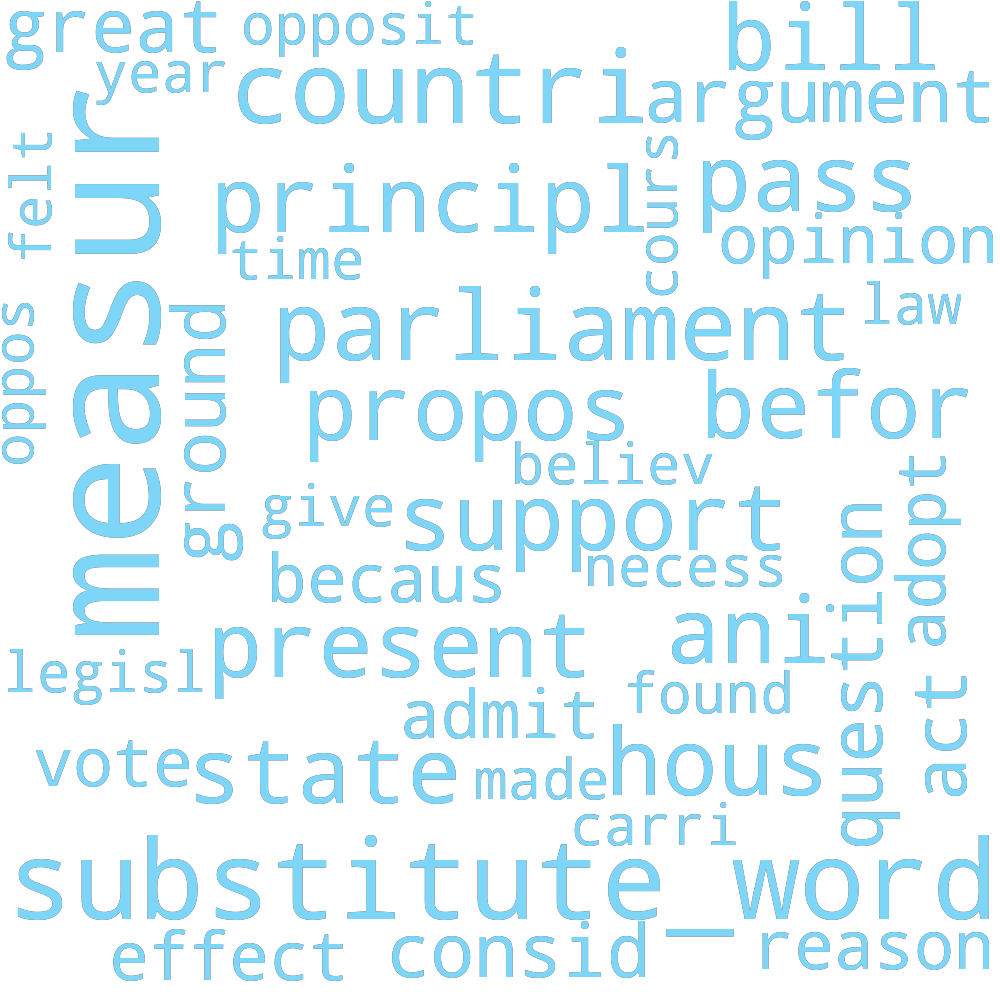 great
opposit
bill
year
countri
argument
felt
measur
principl
cours
pass
opinion
time
oppos
ground
parliament
law
propos
befor
believ
give
support
adopt
necess
becaus
question
present
ani
legisl
found
act
admit
vote
state
made
hous
carri
substitute_word
effect
consid
reason